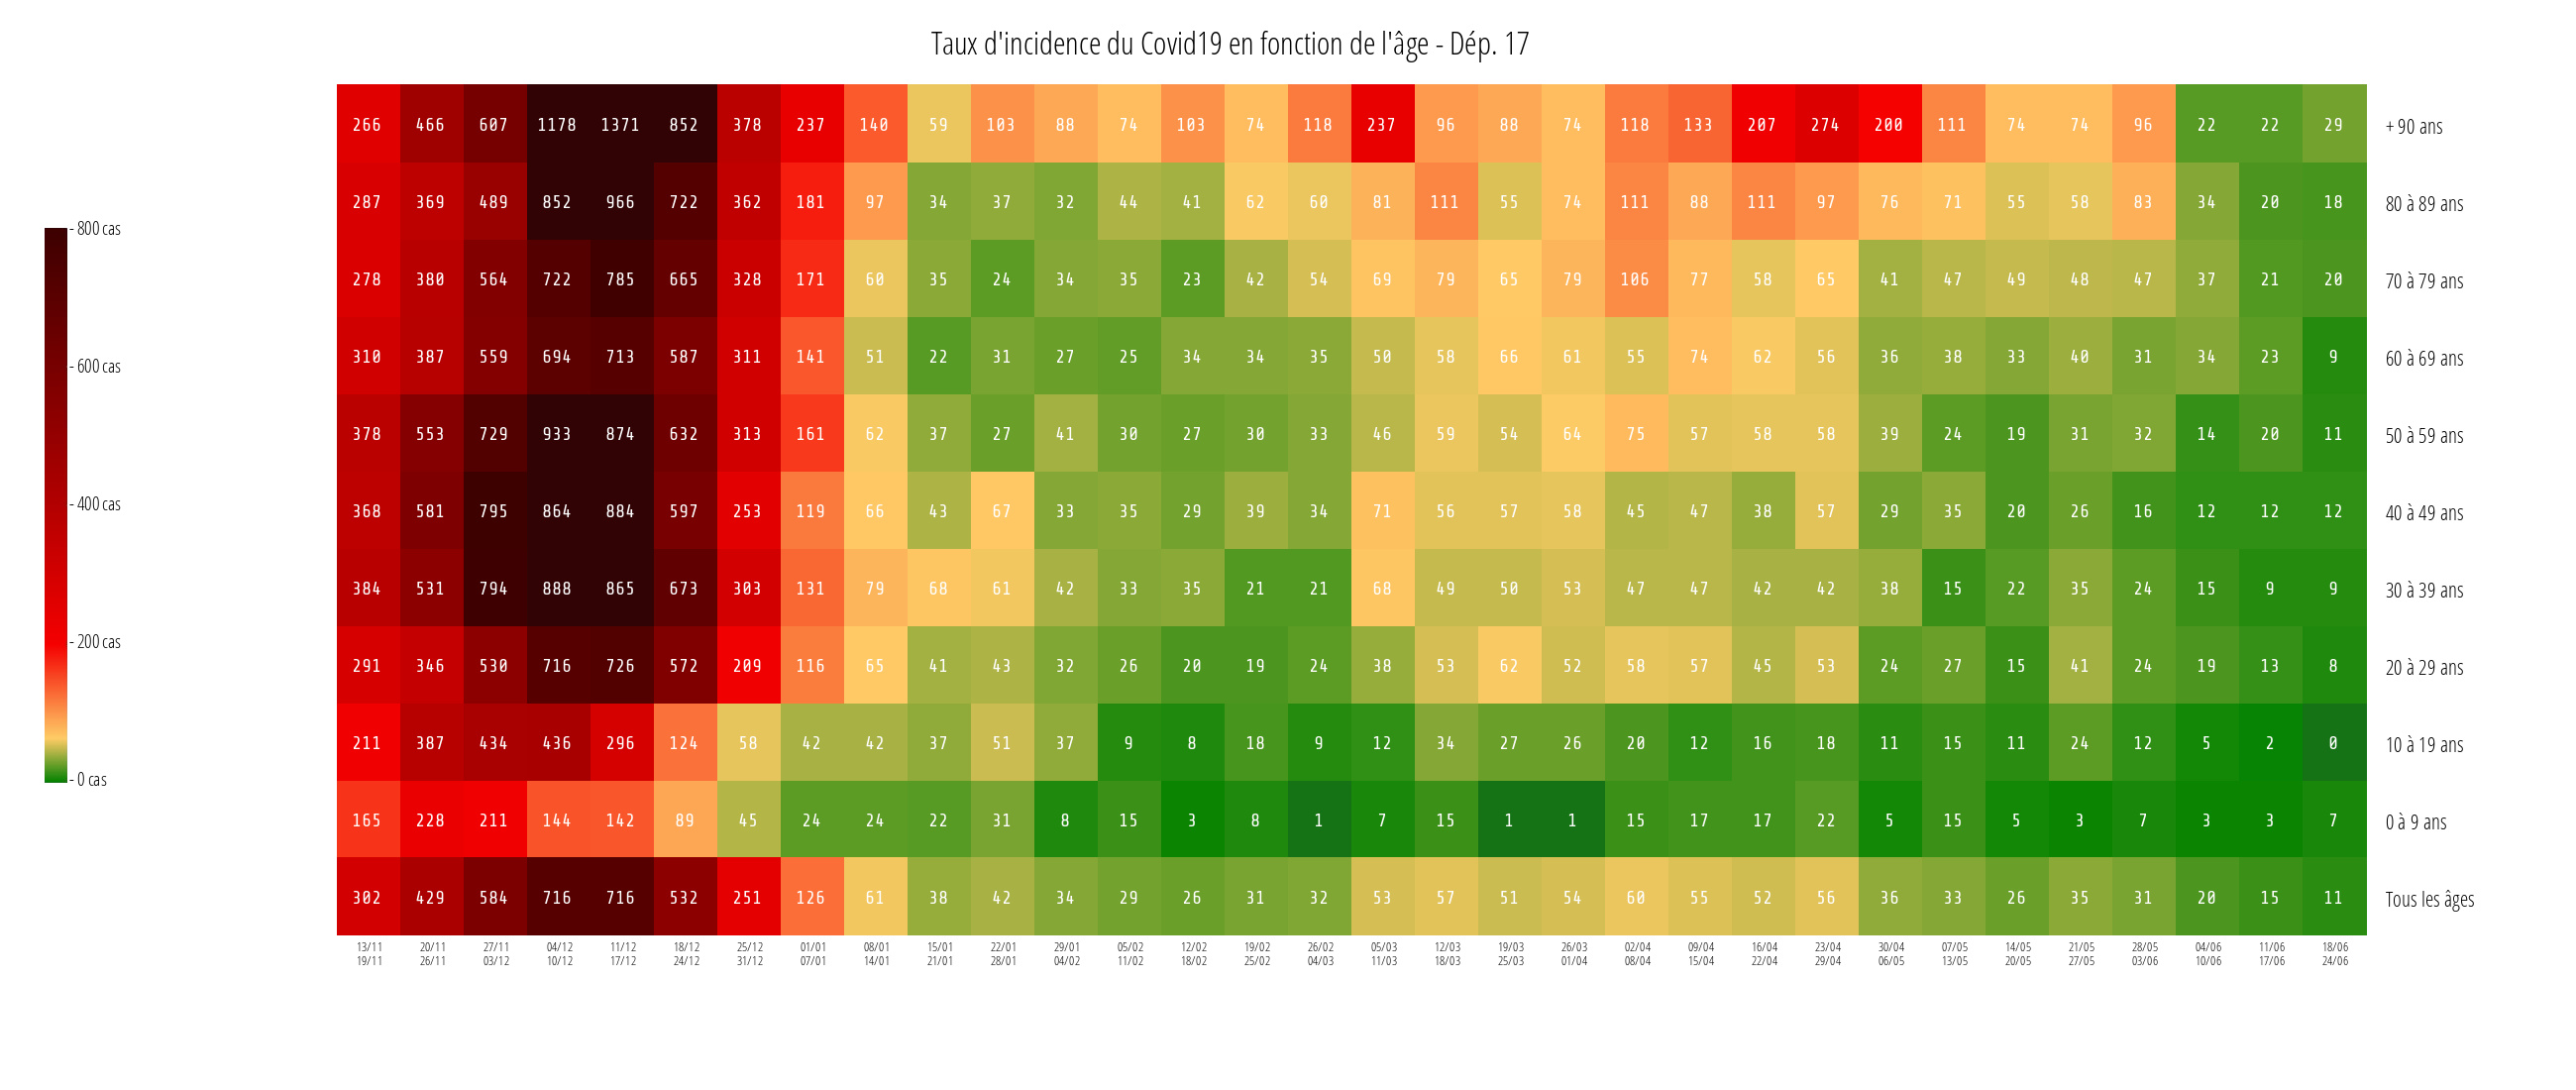 Taux d'incidence du Covid19 en fonction de l'âge - Dép. 17
- 800 cas
- 600 cas
- 400 cas
- 200 cas
- 0 cas
266 466 607 1178 1371 852 378 237 140 59 103 88 74 103 74 118 237 96 88 74 118 133 207 274 200 111 74 74 96 22 22 29 + 90 ans
287 369 489 852 966 722 362 181 97 34 37 32 44 41 62 60 81 111 55 74 111 88 111 97 76 71 55 58 83 34 20 18 80 à 89 ans
278 380 564 722 785 665 328 171 60 35 24 34 35 23 42 54 69 79 65 79 106 77 58 65 41 47 49 48 47 37 21 20 70 à 79 ans
310 387 559 694 713 587 311 141 51 22 31 27 25 34 34 35 50 58 66 61 55 74 62 56 36 38 33 40 31 34 23 9 60 à 69 ans
378 553 729 933 874 632 313 161 62 37 27 41 30 27 30 33 46 59 54 64 75 57 58 58 39 24 19 31 32 14 20 11 50 à 59 ans
368 581 795 864 884 597 253 119 66 43 67 33 35 29 39 34 71 56 57 58 45 47 38 57 29 35 20 26 16 12 12 12 40 à 49 ans
384 531 794 888 865 673 303 131 79 68 61 42 33 35 21 21 68 49 50 53 47 47 42 42 38 15 22 35 24 15 9 9 30 à 39 ans
291 346 530 716 726 572 209 116 65 41 43 32 26 20 19 24 38 53 62 52 58 57 45 53 24 27 15 41 24 19 13 8 20 à 29 ans
211 387 434 436 296 124 58 42 42 37 51 37 9 8 18 9 12 34 27 26 20 12 16 18 11 15 11 24 12 5 2 0 10 à 19 ans
165 228 211 144 142 89 45 24 24 22 31 8 15 3 8 1 7 15 1 1 15 17 17 22 5 15 5 3 7 3 3 7 0 à 9 ans
302 429 584 716 716 532 251 126 61 38 42 34 29 26 31 32 53 57 51 54 60 55 52 56 36 33 26 35 31 20 15 11 Tous les âges
13/11 20/11 27/11 04/12 11/12 18/12 25/12 01/01 08/01 15/01 22/01 29/01 05/02 12/02 19/02 26/02 05/03 12/03 19/03 26/03 02/04 09/04 16/04 23/04 30/04 07/05 14/05 21/05 28/05 04/06 11/06 18/06
19/11 26/11 03/12 10/12 17/12 24/12 31/12 07/01 14/01 21/01 28/01 04/02 11/02 18/02 25/02 04/03 11/03 18/03 25/03 01/04 08/04 15/04 22/04 29/04 06/05 13/05 20/05 27/05 03/06 10/06 17/06 24/06